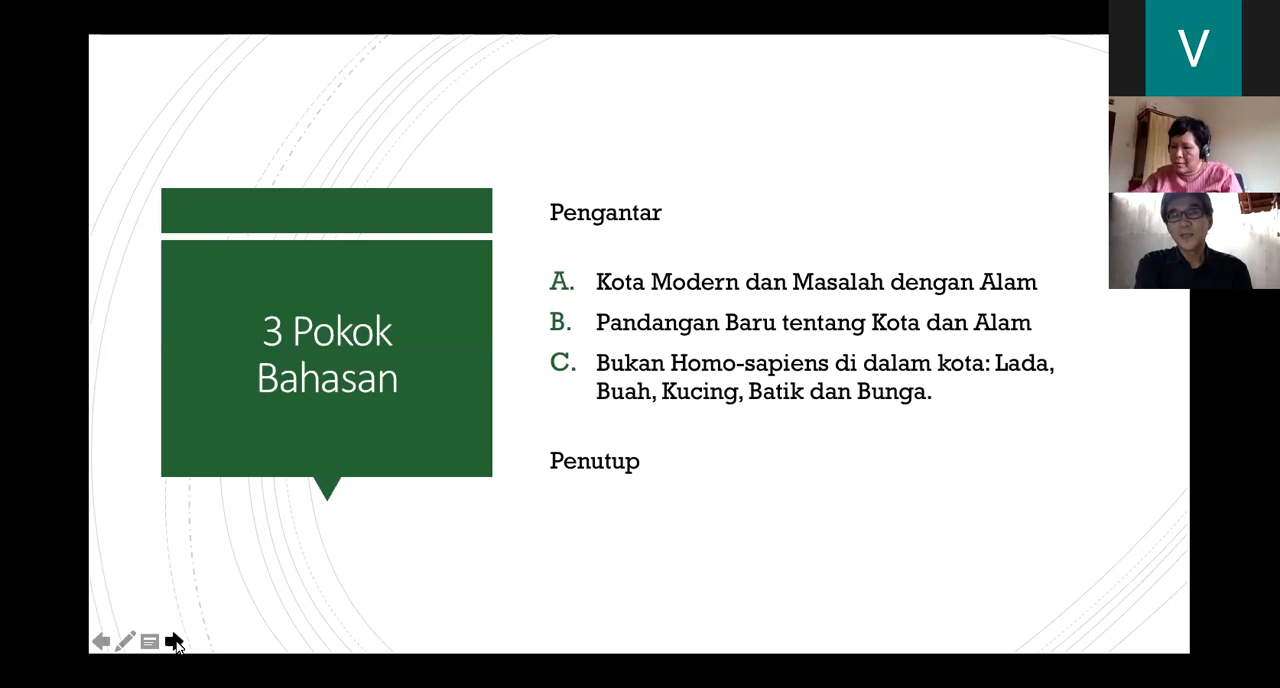 V
3 Pokok
Bahasan
Pengantar
A. Kota Modern dan Masalah dengan Alam
B. Pandangan Baru tentang Kota dan Alam
C. Bukan Homo-sapiens di dalam kota: Lada,
Buah, Kucing, Batik dan Bunga.
Penutup